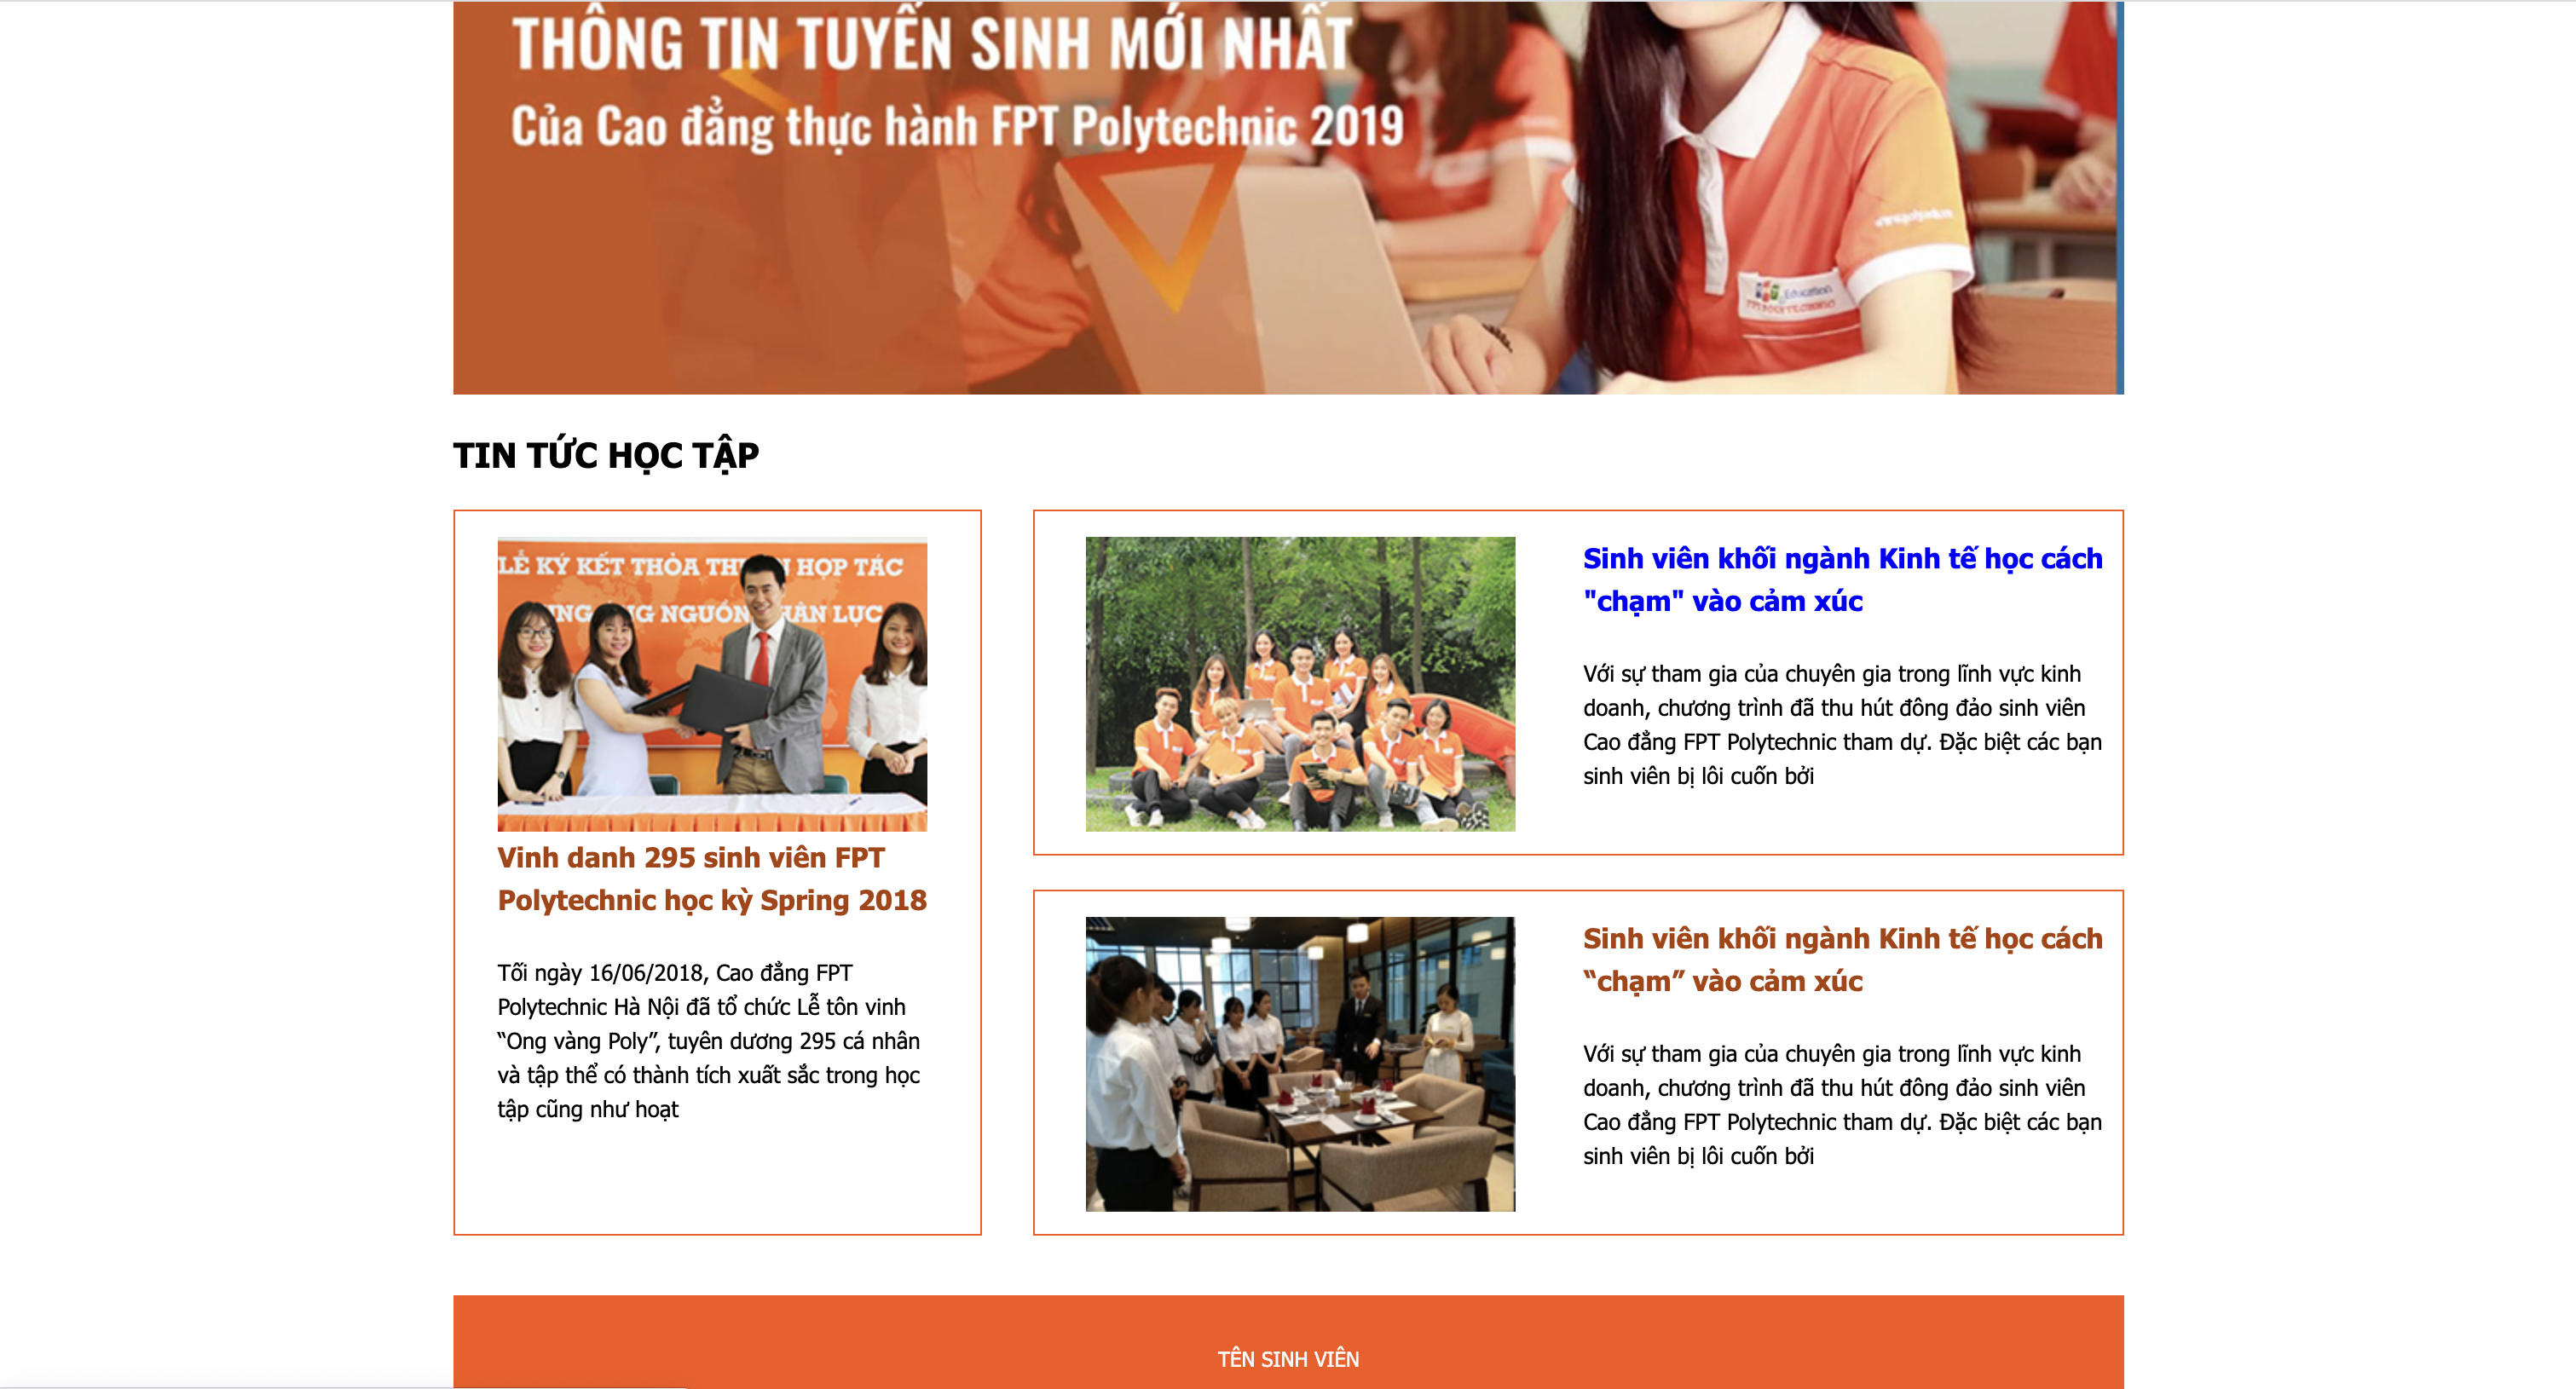 THÔNG TIN TUYỂN SINH MỚI NHẤT
Của Cao đẳng thực hành FPT Polytechnic 2019
Education
FPT POLYTECHNIC
TIN TỨC HỌC TẬP
LỄ KÝ KẾT THỎA HỢP TÁC
NGUỒN LỰC
Vinh danh 295 sinh viên FPT
Polytechnic học kỳ Spring 2018
Tối ngày 16/06/2018, Cao đẳng FPT
Polytechnic Hà Nội đã tổ chức Lễ tôn vinh
“Ong vàng Poly”, tuyên dương 295 cá nhân
và tập thể có thành tích xuất sắc trong học
tập cũng như hoạt
Sinh viên khối ngành Kinh tế học cách
"chạm" vào cảm xúc
Với sự tham gia của chuyên gia trong lĩnh vực kinh
doanh, chương trình đã thu hút đông đảo sinh viên
Cao đẳng FPT Polytechnic tham dự. Đặc biệt các bạn
sinh viên bị lôi cuốn bởi
Sinh viên khối ngành Kinh tế học cách
“chạm” vào cảm xúc
Với sự tham gia của chuyên gia trong lĩnh vực kinh
doanh, chương trình đã thu hút đông đảo sinh viên
Cao đẳng FPT Polytechnic tham dự. Đặc biệt các bạn
sinh viên bị lôi cuốn bởi
TÊN SINH VIÊN